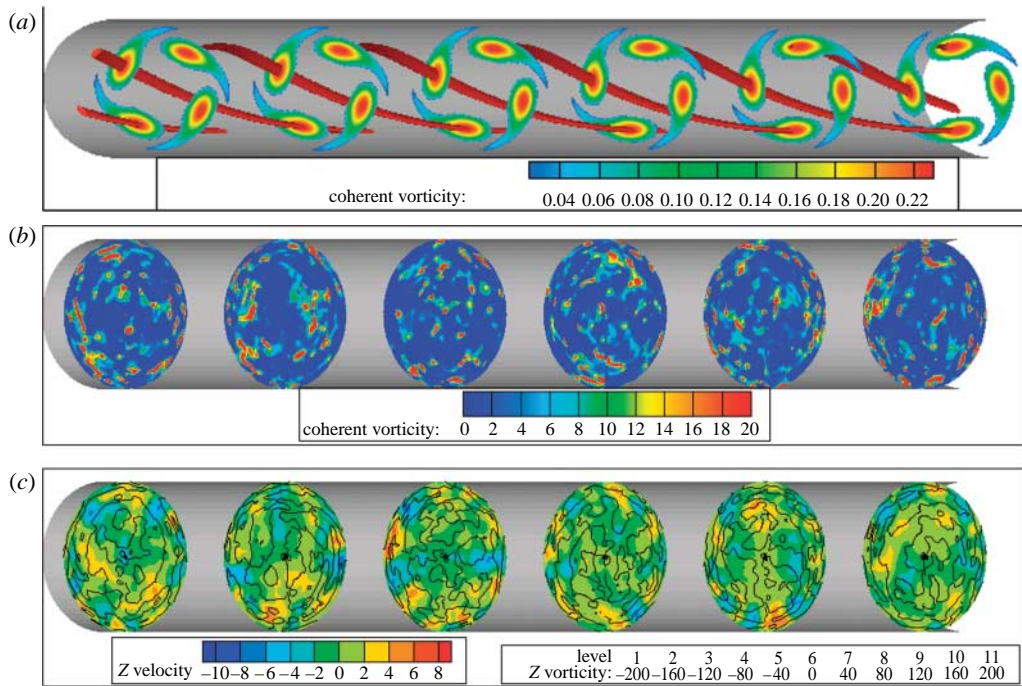 (a)
coherent vorticity:
0.04 0.06 0.08 0.10 0.12 0.14 0.16 0.18 0.20 0.22
(b)
coherent vorticity:
0 2 4 6 8 10 12 14 16 18 20
(c)
Z velocity
−10 −8 −6 −4 −2 0 2 4 6 8
level 1 2 3 4 5 6 7 8 9 10 11
Z vorticity: −200 −160 −120 −80 −40 0 40 80 120 160 200